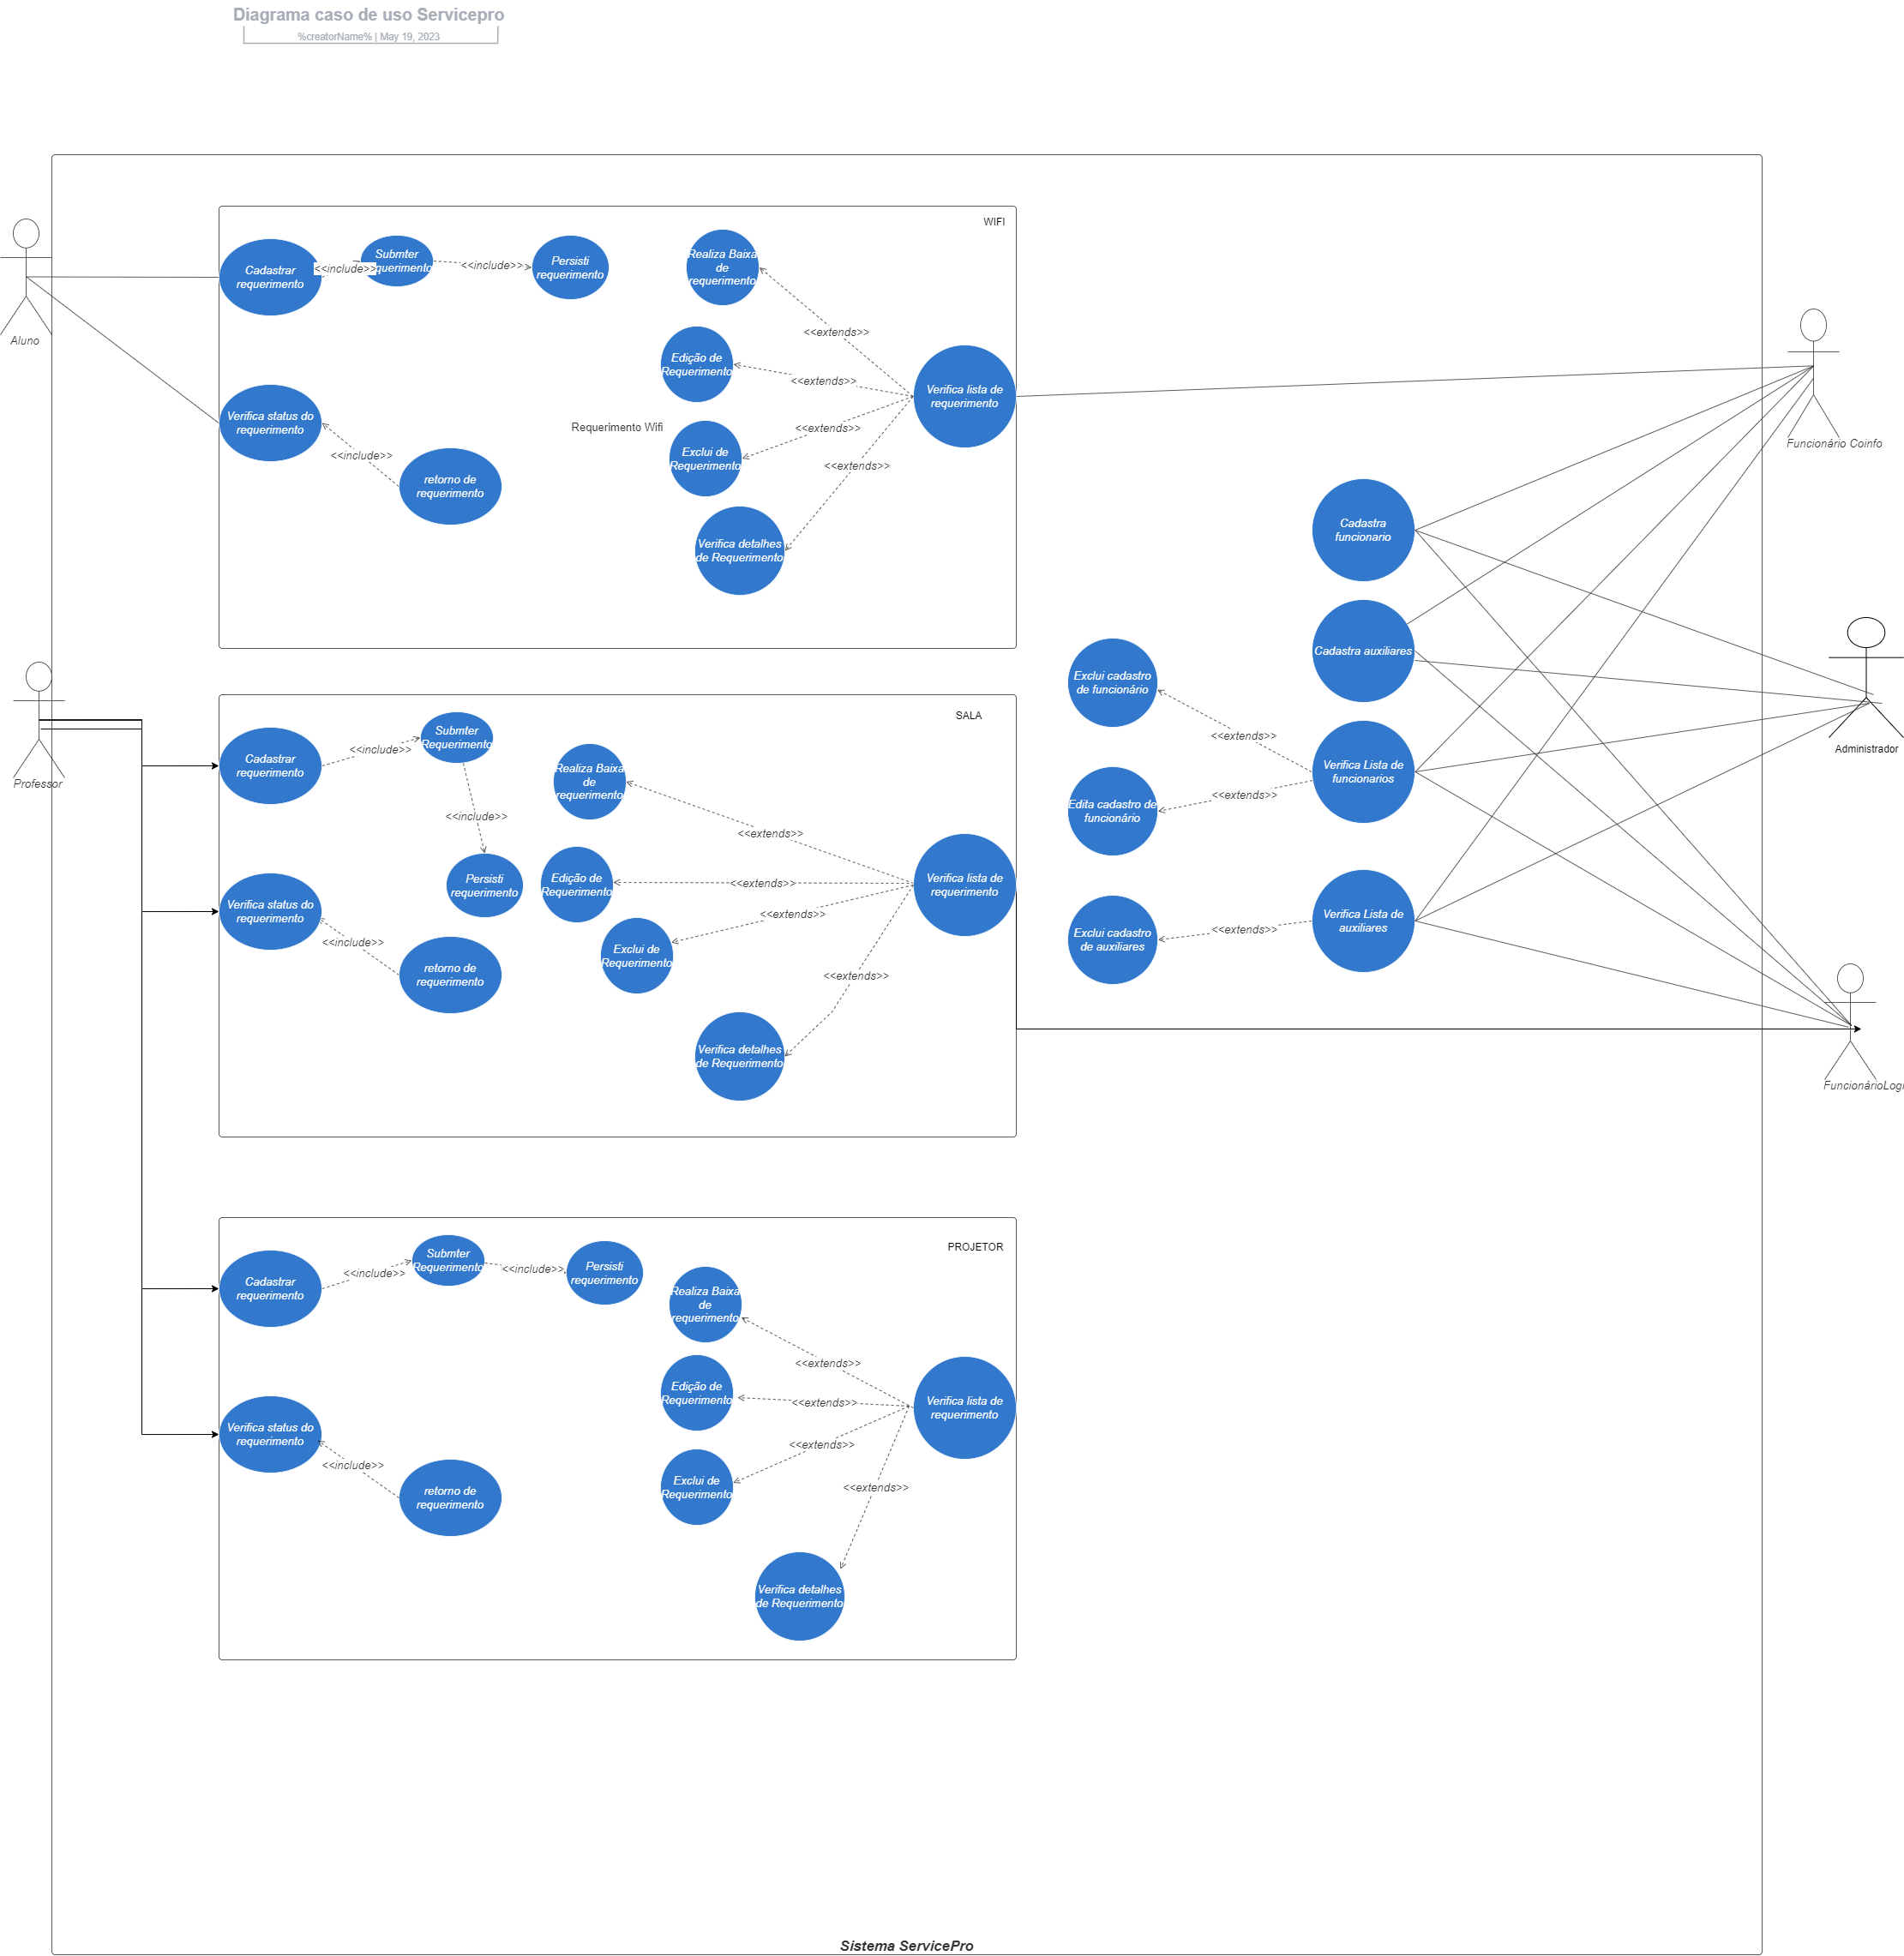 Diagrama caso de uso Servicepro
%creatorName% | May 19, 2023
WIFI
Aluno
Cadastrar
requerimento
<<include>>
Submter
Requerimento
<<include>>
Persisti
requerimento
Realiza Baixa
de
requerimento
<<extends>>
Edição de
Requerimento
<<extends>>
Verifica lista de
requerimento
Verifica status do
requerimento
<<include>>
retorno de
requerimento
Requerimento Wifi
Exclui de
Requerimento
<<extends>>
<<extends>>
Verifica detalhes
de Requerimento
Funcionário Coinfo
Cadastra
funcionario
Cadastra auxiliares
Exclui cadastro
de funcionário
<<extends>>
Verifica Lista de
funcionarios
Edita cadastro de
funcionário
<<extends>>
Administrador
Exclui cadastro
de auxiliares
<<extends>>
Verifica Lista de
auxiliares
FuncionárioLogi
Professor
SALA
Cadastrar
requerimento
<<include>>
Submter
Requerimento
<<include>>
Persisti
requerimento
Realiza Baixa
de
requerimento
<<extends>>
Edição de
Requerimento
<<extends>>
Verifica lista de
requerimento
Verifica status do
requerimento
<<include>>
retorno de
requerimento
Exclui de
Requerimento
<<extends>>
<<extends>>
Verifica detalhes
de Requerimento
PROJETOR
Cadastrar
requerimento
<<include>>
Submter
Requerimento
<<include>>
Persisti
requerimento
Realiza Baixa
de
requerimento
<<extends>>
Edição de
Requerimento
<<extends>>
Verifica lista de
requerimento
Verifica status do
requerimento
<<include>>
retorno de
requerimento
Exclui de
Requerimento
<<extends>>
<<extends>>
Verifica detalhes
de Requerimento
Sistema ServicePro